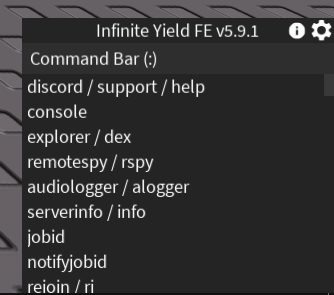 Infinite Yield FE v5.9.1
Command Bar (:)
discord / support / help
console
explorer / dex
remotespy / rspy
audiologger / alogger
serverinfo / info
jobid
notifyjobid
rejoin / rj